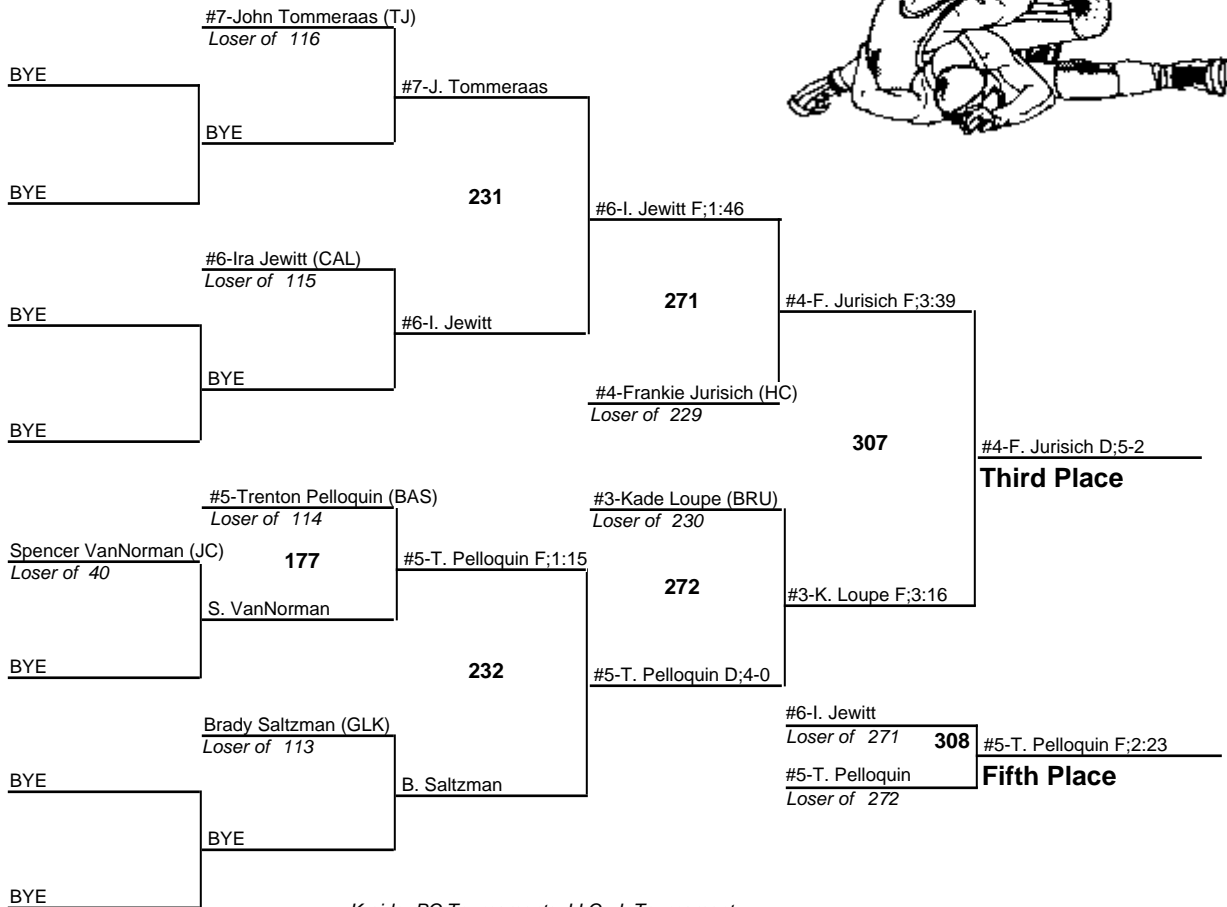 #7-John Tommeraas (TJ)
Loser of 116
BYE
#7-J. Tommeraas
BYE
BYE
231
#6-I. Jewitt F;1:46
#6-Ira Jewitt (CAL)
Loser of 115
271
#4-F. Jurisich F;3:39
BYE
#6-I. Jewitt
BYE
#4-Frankie Jurisich (HC)
Loser of 229
BYE
307
#4-F. Jurisich D;5-2
Third Place
#5-Trenton Pelloquin (BAS)
Loser of 114
#3-Kade Loupe (BRU)
Loser of 230
Spencer VanNorman (JC)
Loser of 40
177
#5-T. Pelloquin F;1:15
272
#3-K. Loupe F;3:16
S. VanNorman
BYE
232
#5-T. Pelloquin D;4-0
Brady Saltzman (GLK)
Loser of 113
#6-I. Jewitt
Loser of 271
308
#5-T. Pelloquin F;2:23
Fifth Place
#5-T. Pelloquin
Loser of 272
BYE
B. Saltzman
BYE
BYE